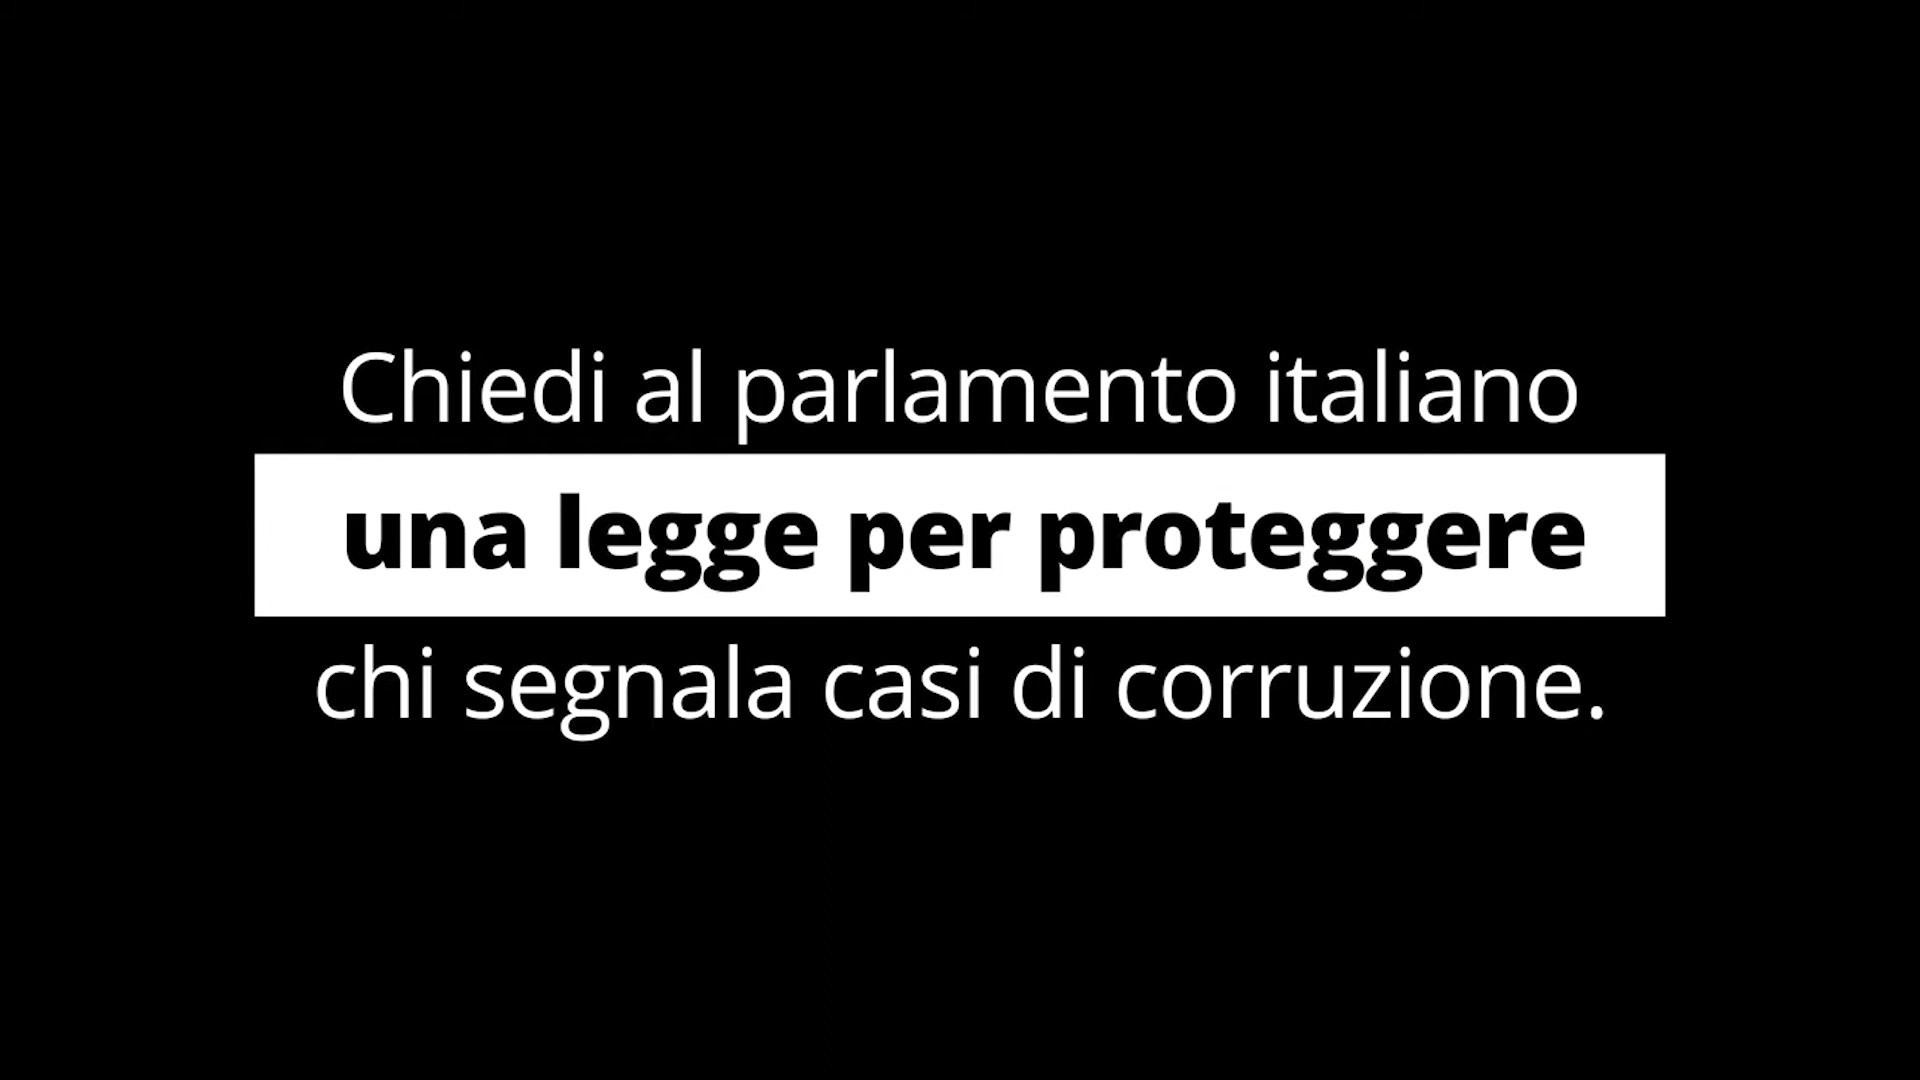 Chiedi al parlamento italiano
una legge per proteggere
chi segnala casi di corruzione.